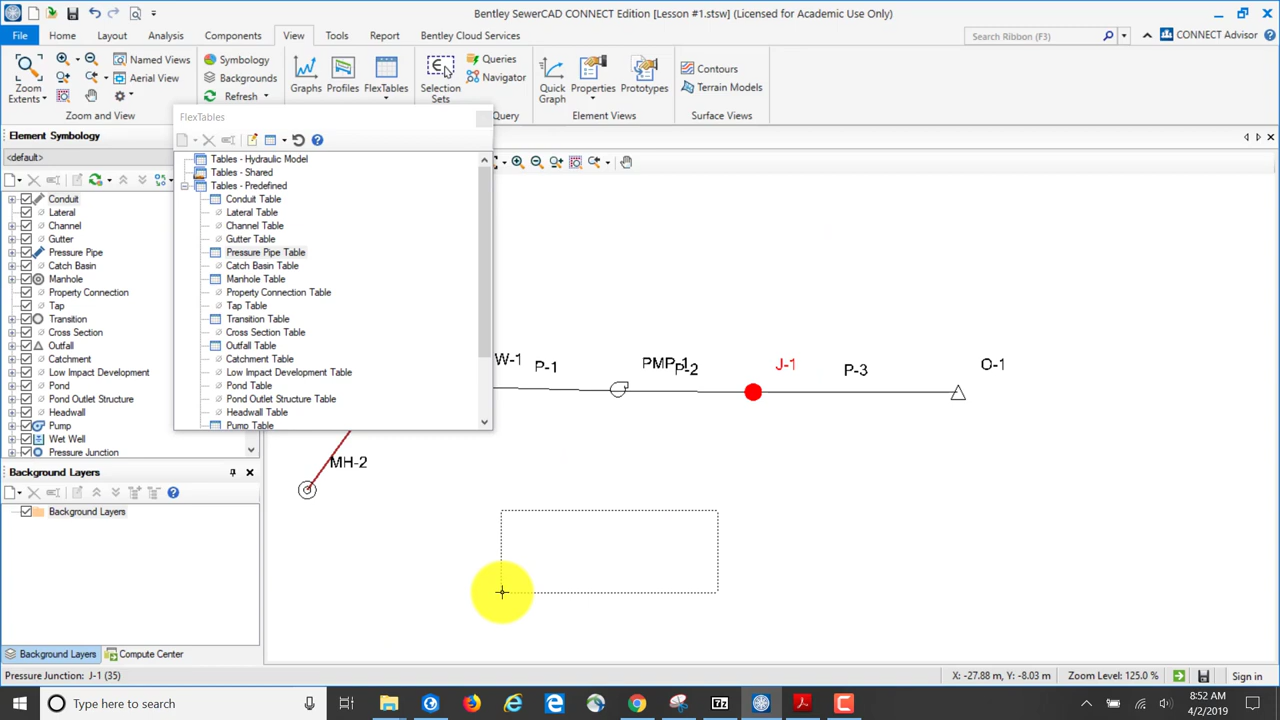 Bentley SewerCAD CONNECT Edition [Lesson #1.stsw] (Licensed for Academic Use Only)
File Home Layout Analysis Components View Tools Report Bentley Cloud Services Search Ribbon (F3) CONNECT Advisor
Zoom Extents Named Views Aerial View Zoom and View
Symbology Backgrounds Refresh
Graphs Profiles FlexTables
Selection Sets Queries Navigator Query
Quick Graph Properties Prototypes Element Views
Contours Terrain Models Surface Views
Element Symbology
<default>
Conduit
Lateral
Channel
Gutter
Pressure Pipe
Catch Basin
Manhole
Property Connection
Tap
Transition
Cross Section
Outfall
Catchment
Low Impact Development
Pond
Pond Outlet Structure
Headwall
Pump
Wet Well
Pressure Junction
FlexTables
Tables - Hydraulic Model
Tables - Shared
Tables - Predefined
Conduit Table
Lateral Table
Channel Table
Gutter Table
Pressure Pipe Table
Catch Basin Table
Manhole Table
Property Connection Table
Tap Table
Transition Table
Cross Section Table
Outfall Table
Catchment Table
Low Impact Development Table
Pond Table
Pond Outlet Structure Table
Headwall Table
Pump Table
W-1 P-1 PMP-1 P-2 J-1 P-3 O-1
MH-2
Background Layers
Background Layers
Background Layers Compute Center
Pressure Junction: J-1 (35) X: -27.88 m, Y: -8.03 m Zoom Level: 125.0 % Sign in
Type here to search
8:52 AM
4/2/2019